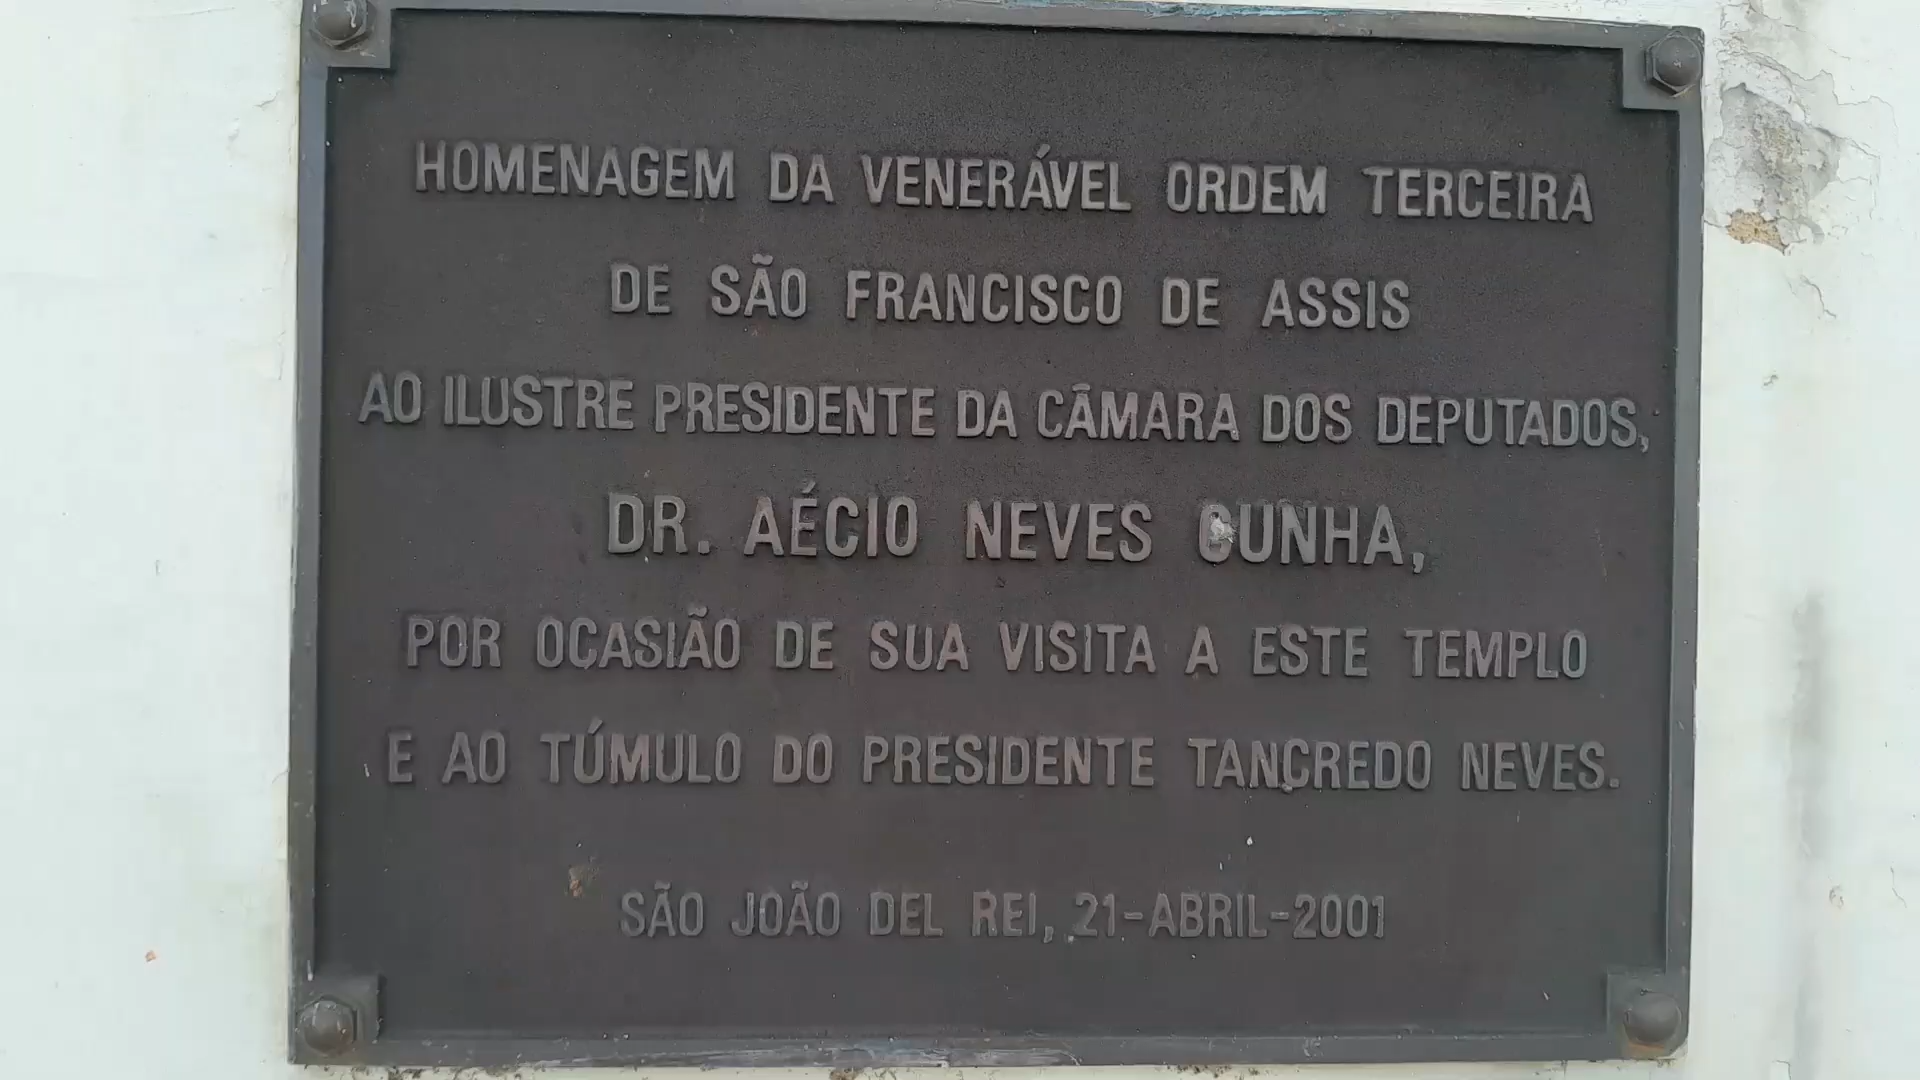 HOMENAGEM DA VENERÁVEL ORDEM TERCEIRA
DE SÃO FRANCISCO DE ASSIS
AO ILUSTRE PRESIDENTE DA CÂMARA DOS DEPUTADOS,
DR. AÉCIO NEVES CUNHA,
POR OCASIÃO DE SUA VISITA A ESTE TEMPLO
E AO TÚMULO DO PRESIDENTE TANCREDO NEVES.
SÃO JOÃO DEL REI, 21-ABRIL-2001